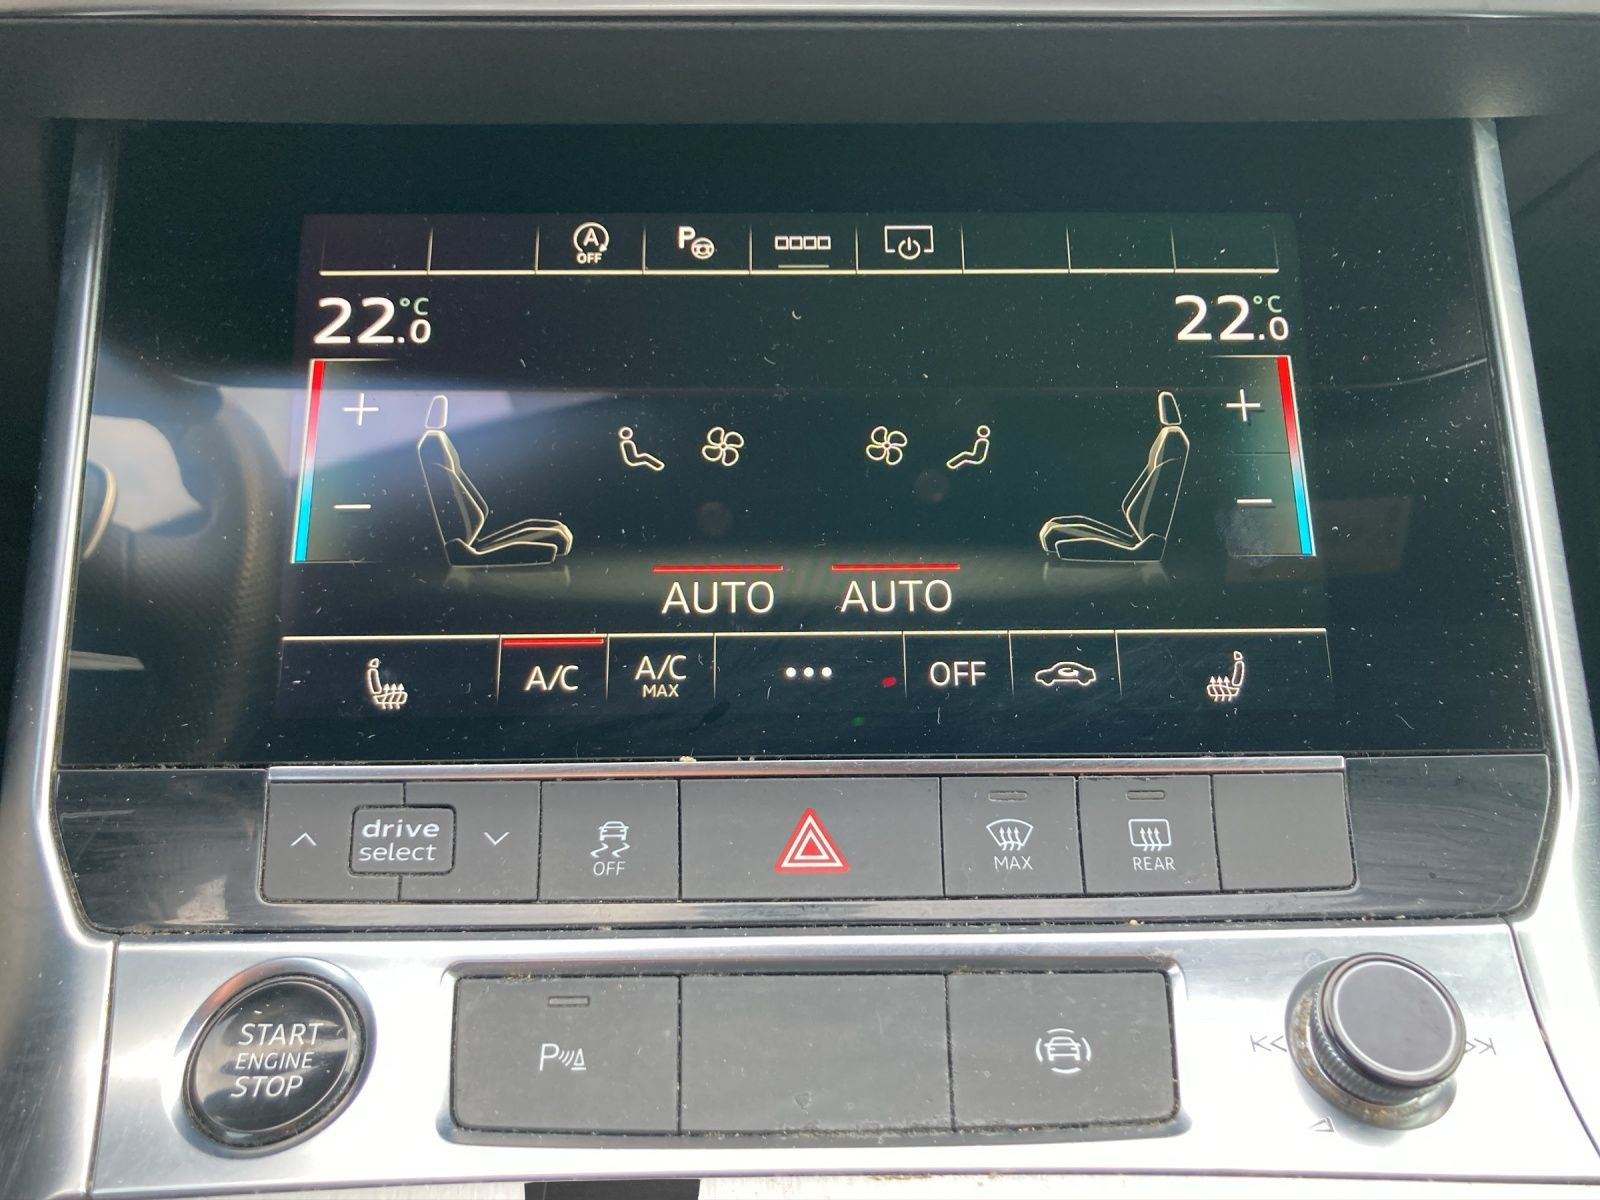 A
OFF
P
22.0 °C
22.0 °C
AUTO
AUTO
A/C
A/C
MAX
OFF
drive
select
OFF
MAX
REAR
START
ENGINE
STOP
P